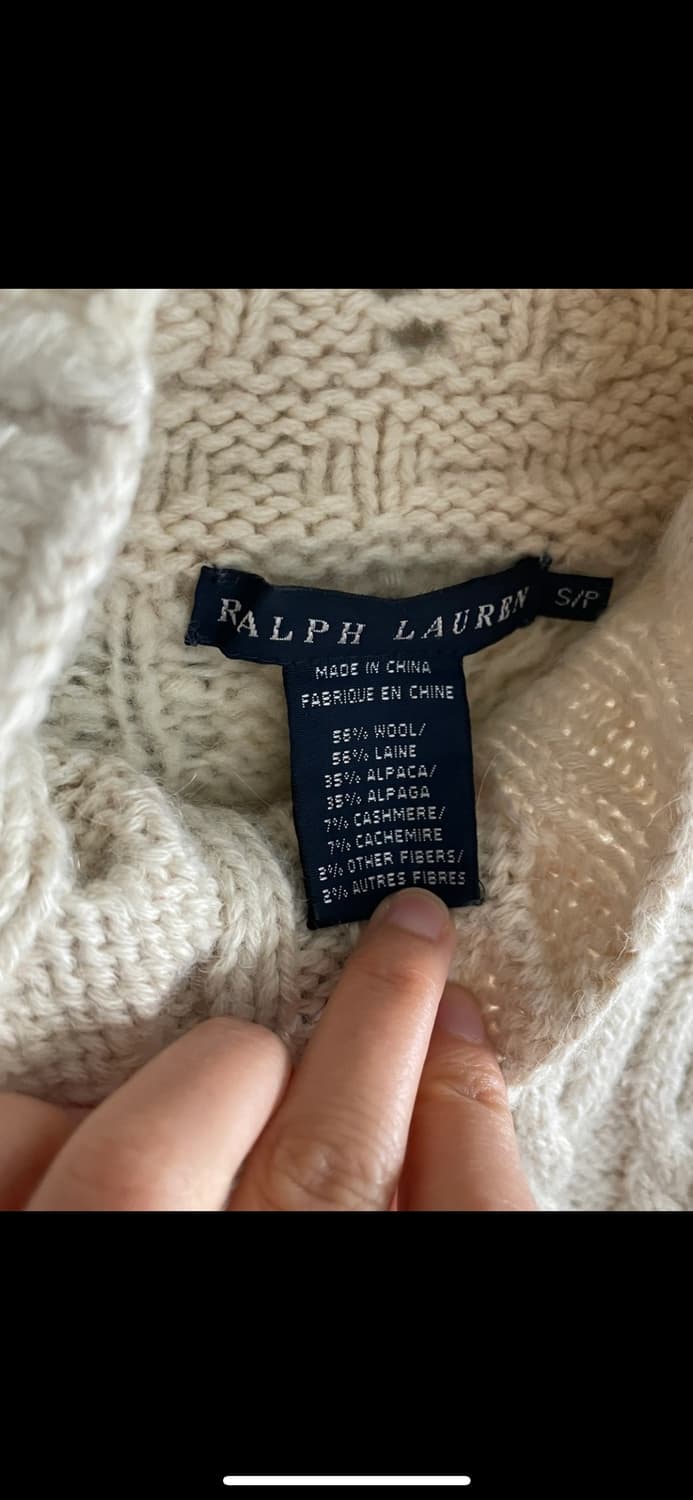 RALPH LAUREN
S/P
MADE IN CHINA
FABRIQUE EN CHINE
56% WOOL/
56% LAINE
35% ALPACA/
35% ALPAGA
7% CASHMERE/
7% CACHEMIRE
2% OTHER FIBERS/
2% AUTRES FIBRES